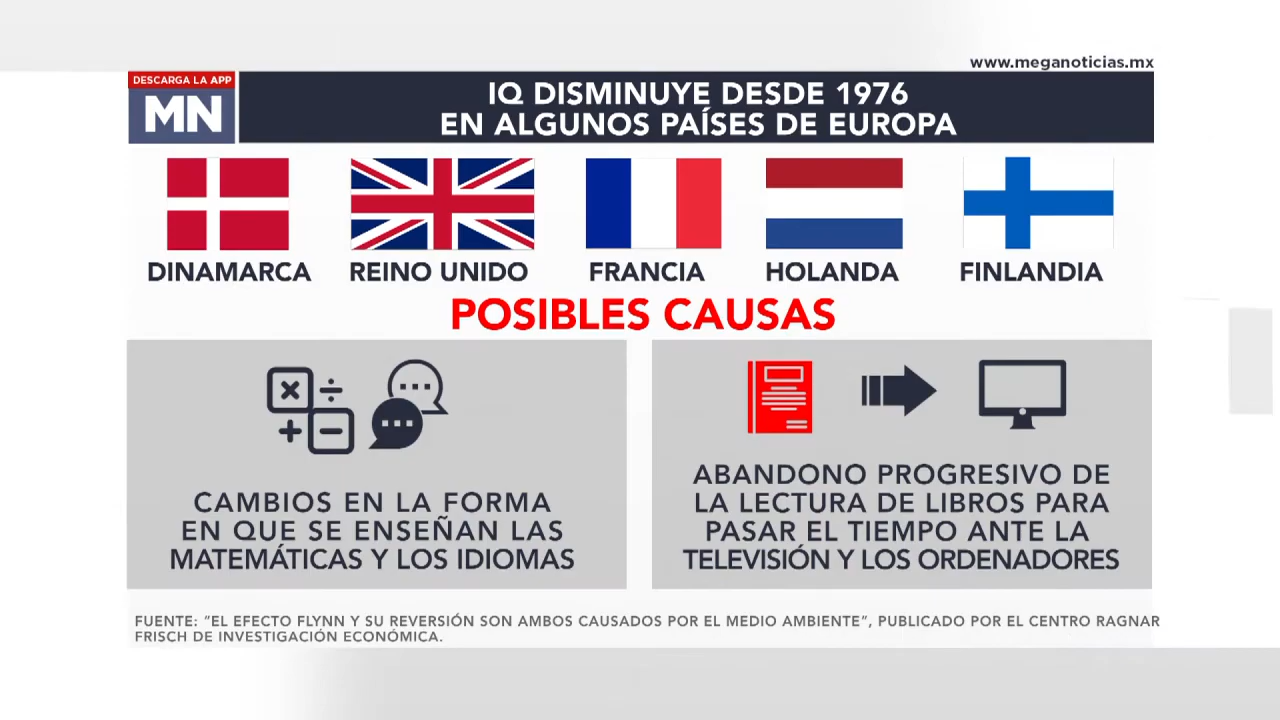 www.meganoticias.mx
DESCARGA LA APP
MN
IQ DISMINUYE DESDE 1976
EN ALGUNOS PAÍSES DE EUROPA
DINAMARCA
REINO UNIDO
FRANCIA
HOLANDA
FINLANDIA
POSIBLES CAUSAS
CAMBIOS EN LA FORMA
EN QUE SE ENSEÑAN LAS
MATEMÁTICAS Y LOS IDIOMAS
ABANDONO PROGRESIVO DE
LA LECTURA DE LIBROS PARA
PASAR EL TIEMPO ANTE LA
TELEVISIÓN Y LOS ORDENADORES
FUENTE: "EL EFECTO FLYNN Y SU REVERSIÓN SON AMBOS CAUSADOS POR EL MEDIO AMBIENTE", PUBLICADO POR EL CENTRO RAGNAR
FRISCH DE INVESTIGACIÓN ECONÓMICA.